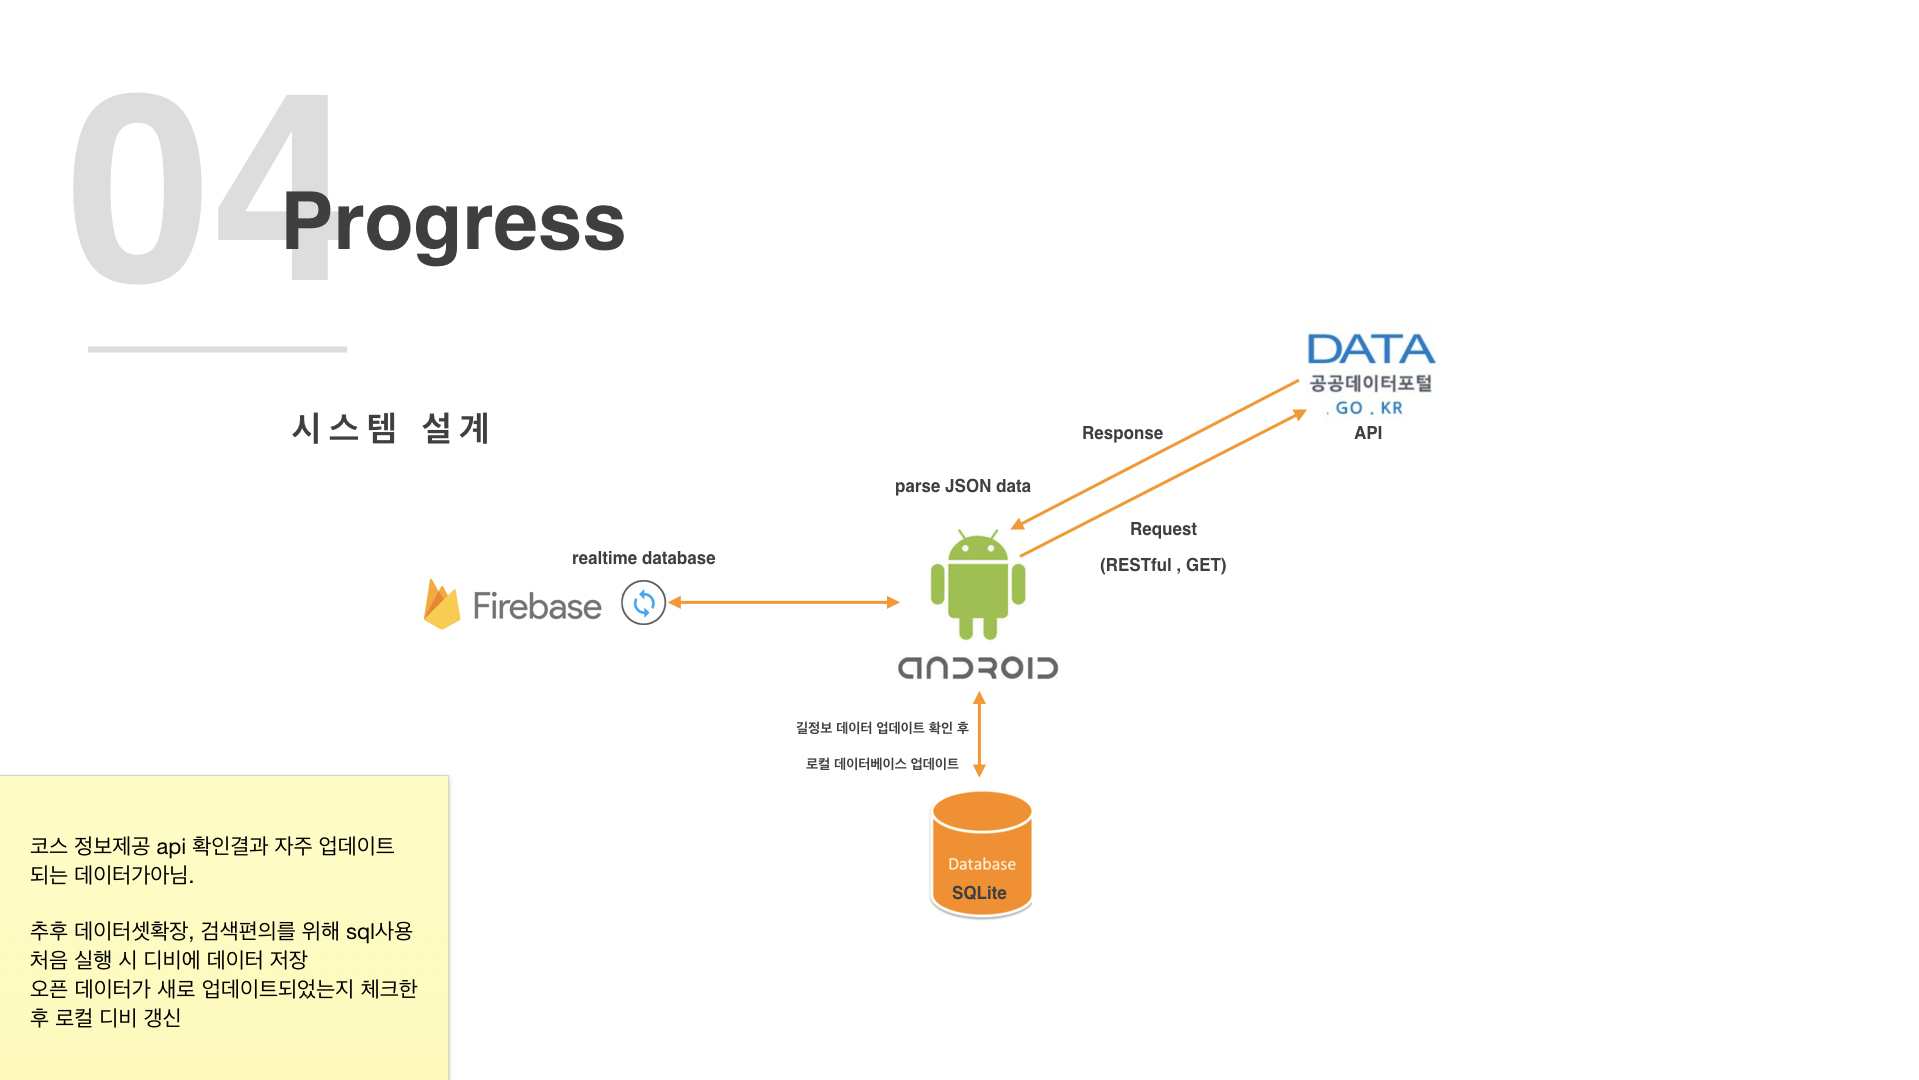 04
Progress
시스템 설계
DATA
공공데이터포털
. GO . KR
API
Response
parse JSON data
Request
(RESTful , GET)
realtime database
Firebase
ANDROID
길정보 데이터 업데이트 확인 후
로컬 데이터베이스 업데이트
Database
SQLite
코스 정보제공 api 확인결과 자주 업데이트
되는 데이터가아님.
추후 데이터셋확장, 검색편의를 위해 sql사용
처음 실행 시 디비에 데이터 저장
오픈 데이터가 새로 업데이트되었는지 체크한
후 로컬 디비 갱신